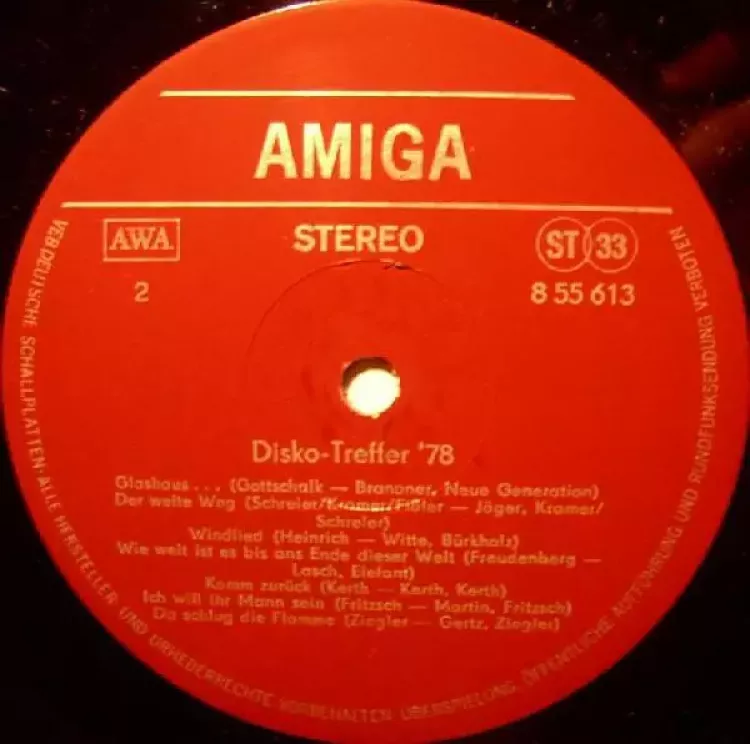 AMIGA
AWA
STEREO
ST 33
2
8 55 613
Disko-Treffer '78
Glashaus . . . (Gottschalk — Brandner, Neue Generation)
Der weite Weg (Schreier/Kramer/Fißler — Jäger, Kramer/
Schreier)
Windlied (Heinrich — Witte, Bürkholz)
Wie weit ist es bis ans Ende dieser Welt (Freudenberg —
Lasch, Elefant)
Komm zurück (Kerth — Kerth, Kerth)
Ich will ihr Mann sein (Fritzsch — Martin, Fritzsch)
Da schlug die Flamme (Ziegler — Gertz, Ziegler)
VEB DEUTSCHE SCHALLPLATTEN · ALLE HERSTELLER- UND URHEBERRECHTE VORBEHALTEN · ÜBERSPIELUNG, ÖFFENTLICHE AUFFÜHRUNG UND RUNDFUNKSENDUNG VERBOTEN